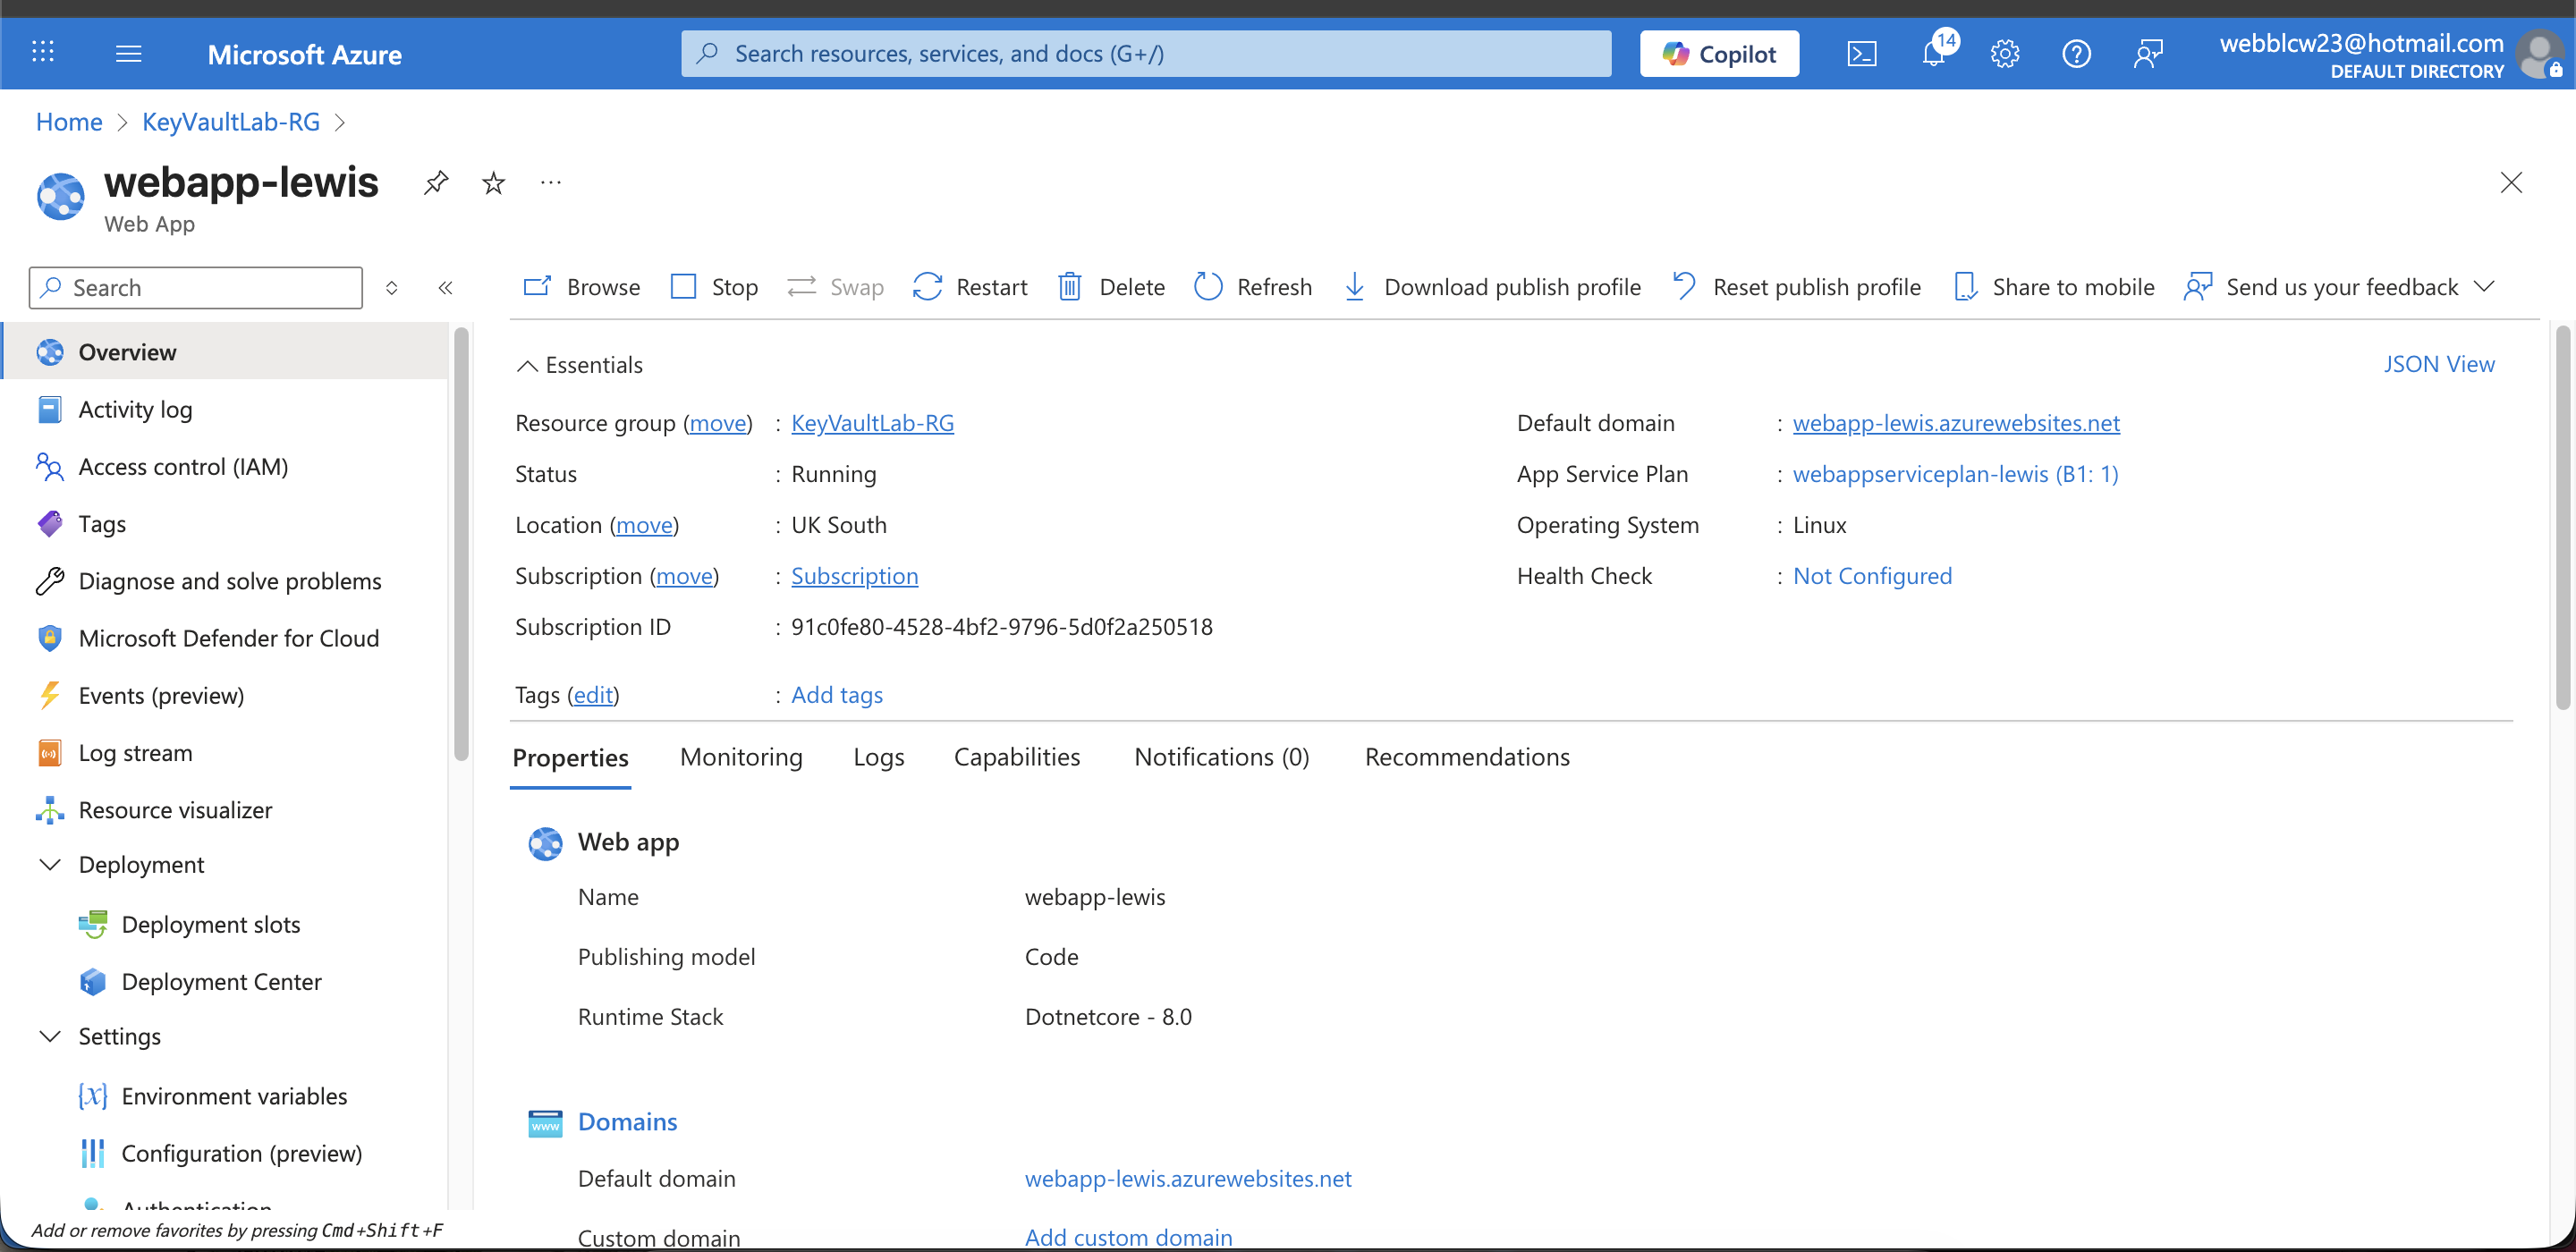 Microsoft Azure
Search resources, services, and docs (G+/)
Copilot
14
webblcw23@hotmail.com
DEFAULT DIRECTORY
Home > KeyVaultLab-RG >
webapp-lewis
Web App
Search
Browse Stop Swap Restart Delete Refresh Download publish profile Reset publish profile Share to mobile Send us your feedback
Overview
Activity log
Access control (IAM)
Tags
Diagnose and solve problems
Microsoft Defender for Cloud
Events (preview)
Log stream
Resource visualizer
Deployment
Deployment slots
Deployment Center
Settings
Environment variables
Configuration (preview)
Authentication
Add or remove favorites by pressing Cmd+Shift+F
Essentials
JSON View
Resource group (move) : KeyVaultLab-RG
Status : Running
Location (move) : UK South
Subscription (move) : Subscription
Subscription ID : 91c0fe80-4528-4bf2-9796-5d0f2a250518
Tags (edit) : Add tags
Default domain : webapp-lewis.azurewebsites.net
App Service Plan : webappserviceplan-lewis (B1: 1)
Operating System : Linux
Health Check : Not Configured
Properties Monitoring Logs Capabilities Notifications (0) Recommendations
Web app
Name webapp-lewis
Publishing model Code
Runtime Stack Dotnetcore - 8.0
www
Domains
Default domain webapp-lewis.azurewebsites.net
Custom domain Add custom domain